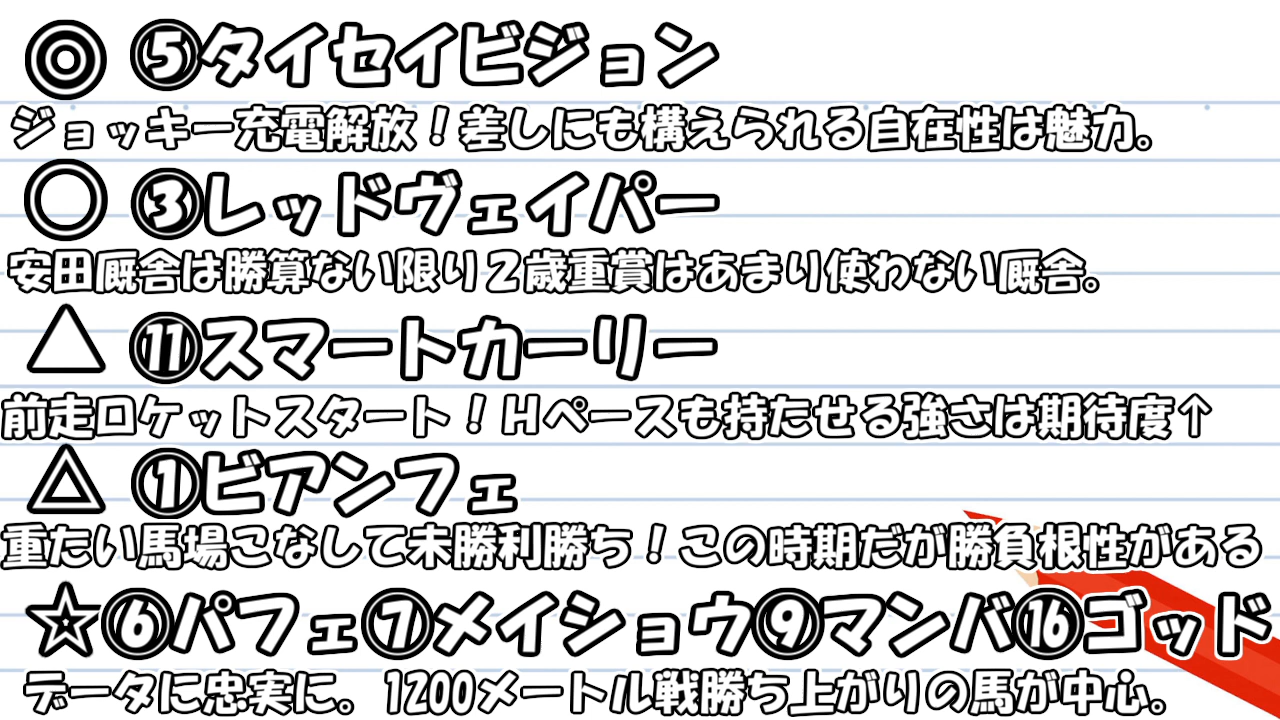 ◎ ⑤タイセイビジョン
ジョッキー充電解放！差しにも構えられる自在性は魅力。
○ ③レッドヴェイパー
安田厩舎は勝算ない限り２歳重賞はあまり使わない厩舎。
△ ⑪スマートカーリー
前走ロケットスタート！Ｈペースも持たせる強さは期待度↑
△ ①ビアンフェ
重たい馬場こなして未勝利勝ち！この時期だが勝負根性がある
☆⑥パフェ⑦メイショウ⑨マンバ⑯ゴッド
データに忠実に。1200メートル戦勝ち上がりの馬が中心。